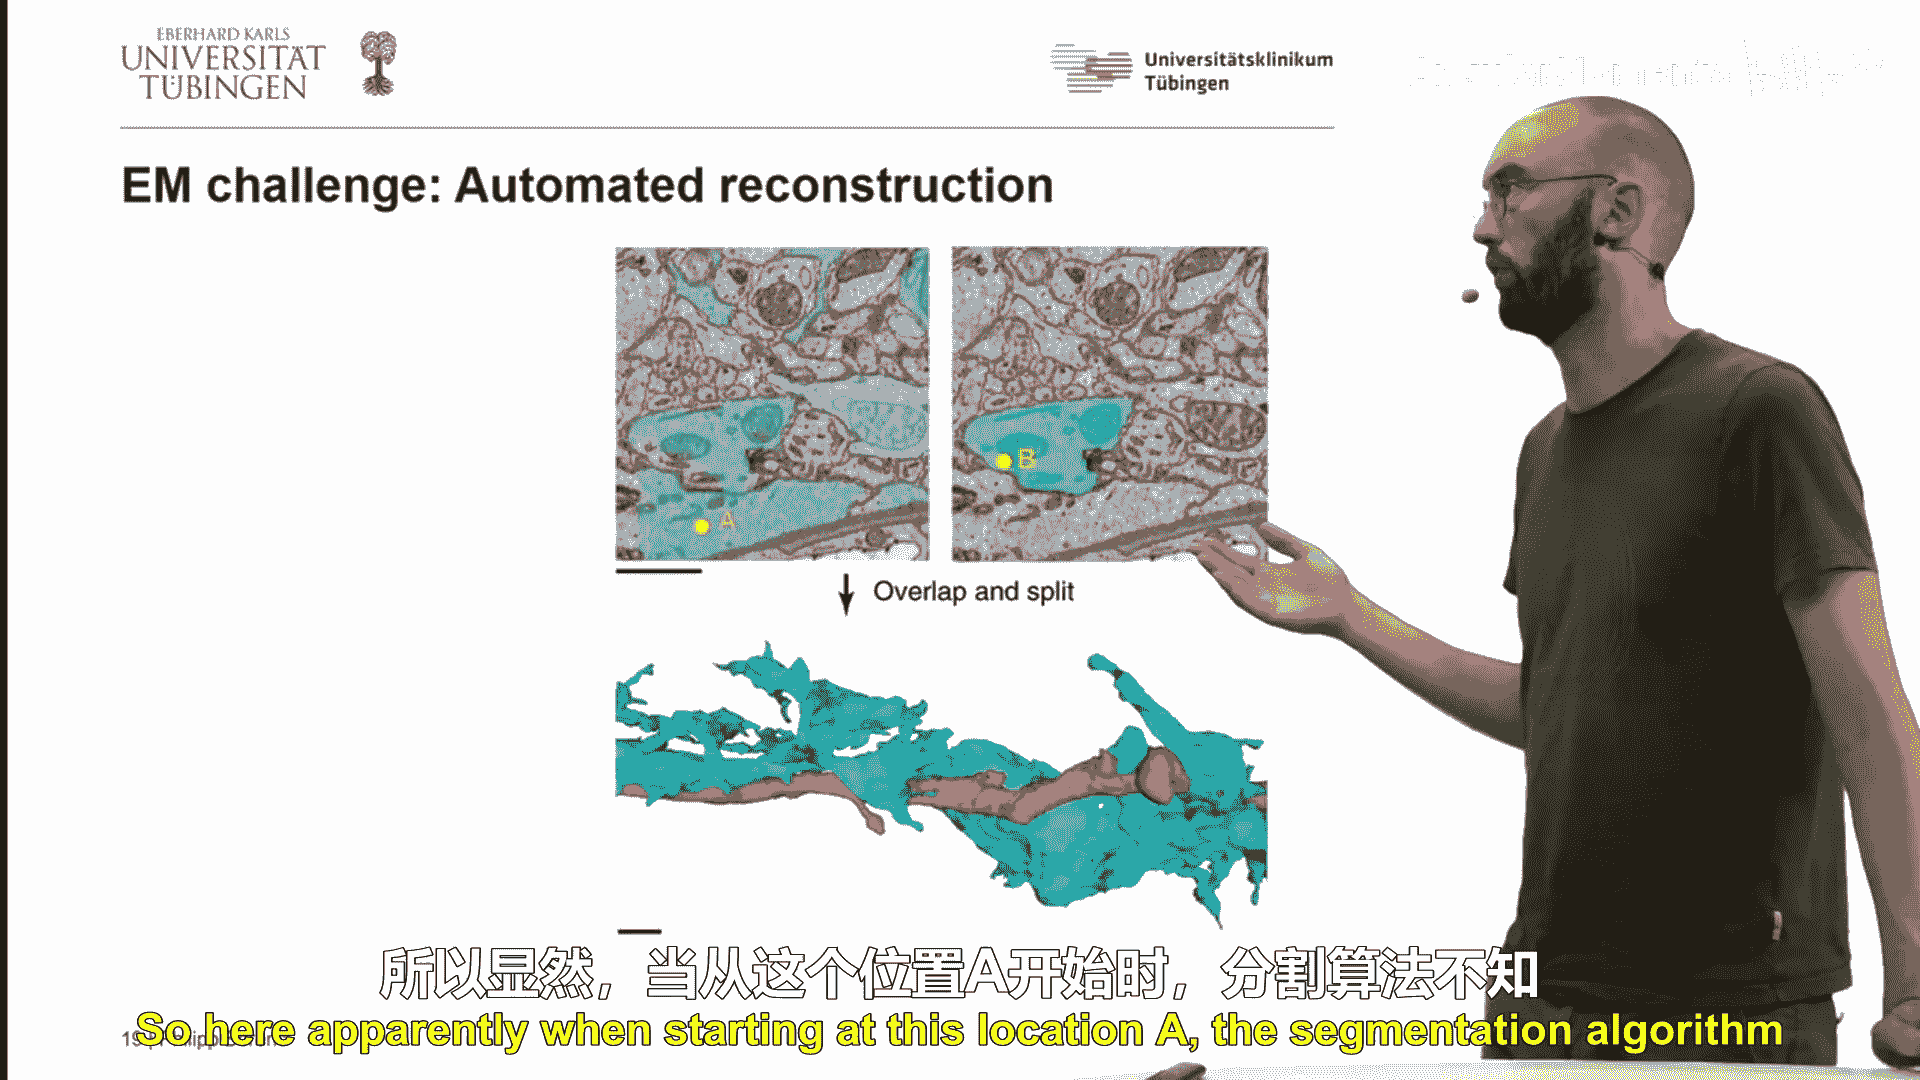 EBERHARD KARLS
UNIVERSITÄT
TÜBINGEN
Universitätsklinikum
Tübingen
EM challenge: Automated reconstruction
A
B
Overlap and split
所以显然，当从这个位置A开始时，分割算法不知
So here apparently when starting at this location A, the segmentation algorithm
19